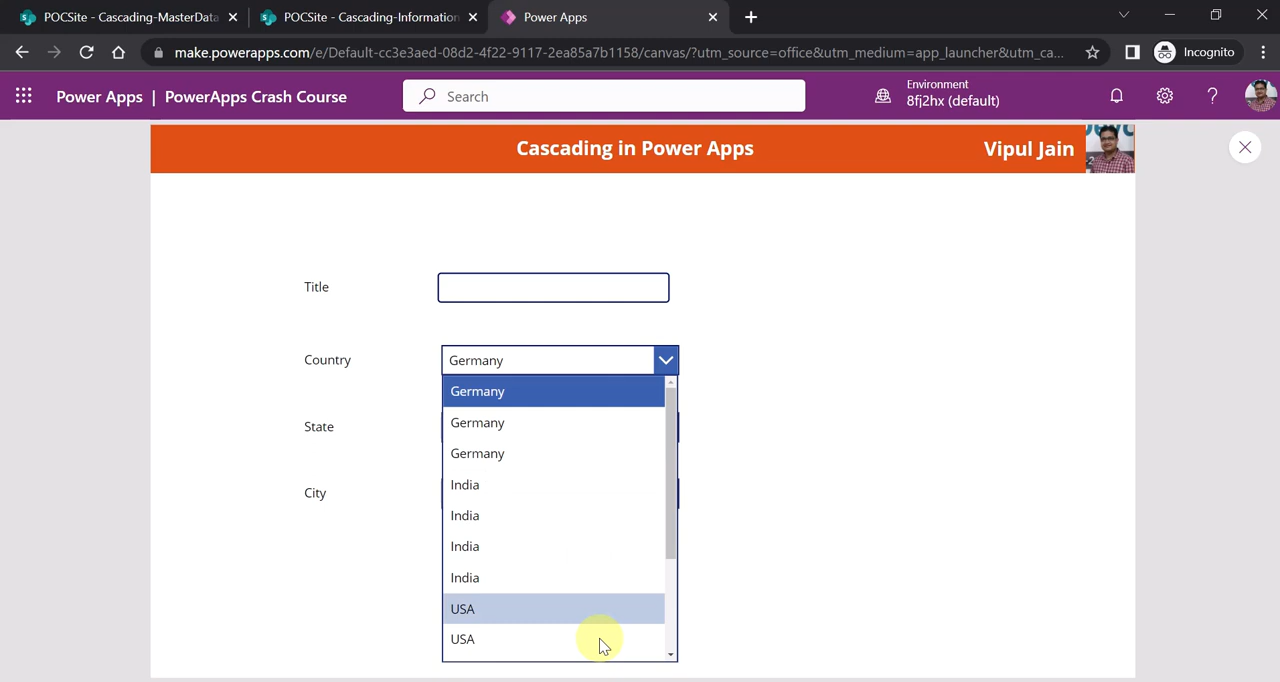 POCSite - Cascading-MasterData
POCSite - Cascading-Information
Power Apps
make.powerapps.com/e/Default-cc3e3aed-08d2-4f22-9117-2ea85a7b1158/canvas/?utm_source=office&utm_medium=app_launcher&utm_ca...
Incognito
Power Apps | PowerApps Crash Course
Search
Environment
8fj2hx (default)
Cascading in Power Apps
Vipul Jain
Title
Country
Germany
Germany
Germany
State
Germany
India
City
India
India
India
USA
USA